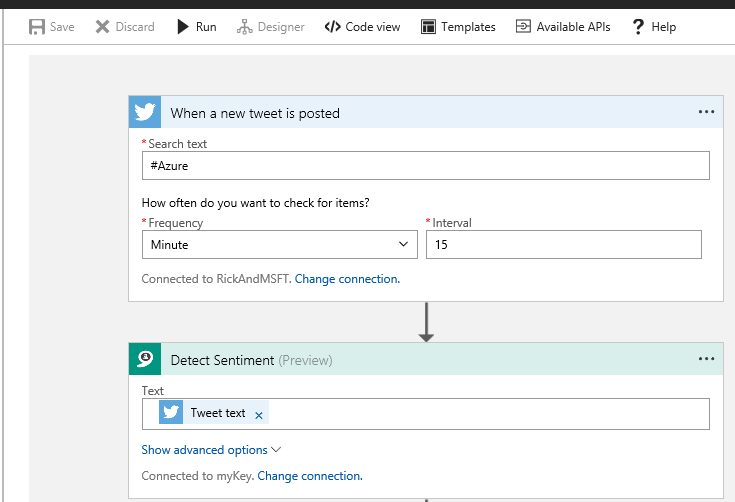 Save Discard Run Designer </> Code view Templates Available APIs ? Help
When a new tweet is posted ...
* Search text
#Azure
How often do you want to check for items?
* Frequency * Interval
Minute 15
Connected to RickAndMSFT. Change connection.
Detect Sentiment (Preview) ...
Text
Tweet text ×
Show advanced options
Connected to myKey. Change connection.